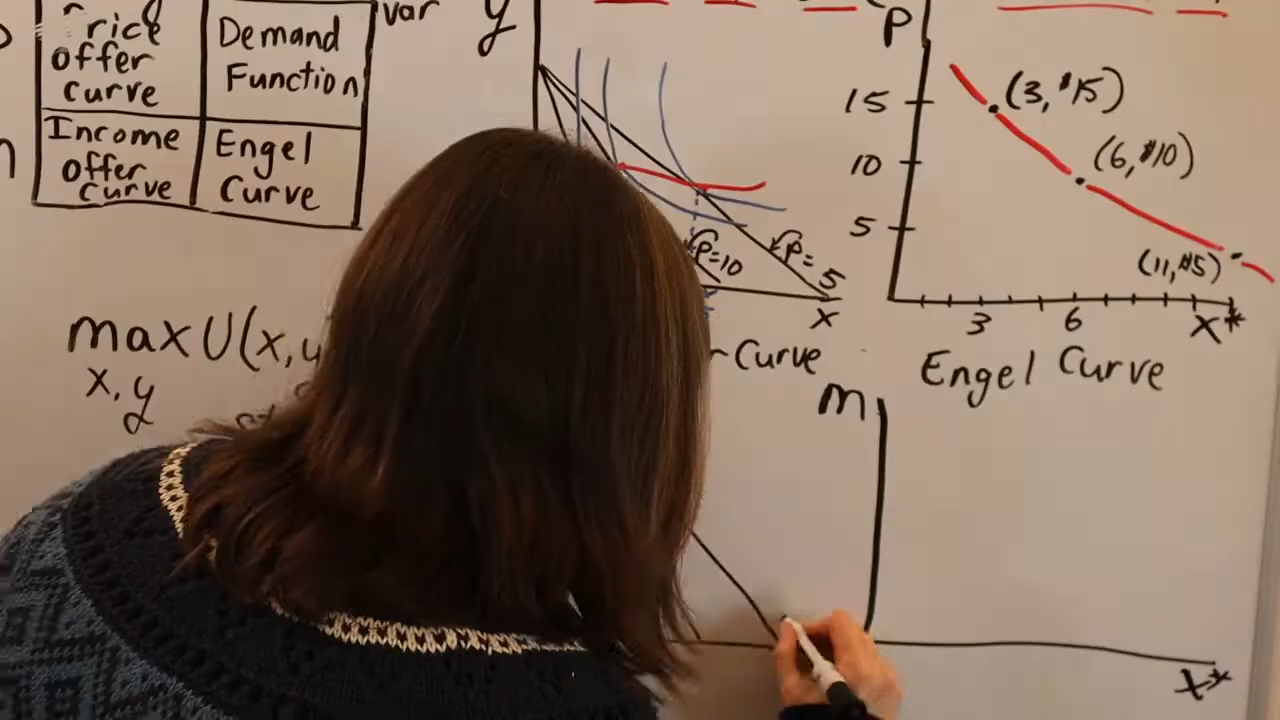 rice
offer
curve
Demand
Function
var
Income
offer
curve
Engel
Curve
y
p=10
p=5
x
P
15
10
5
(3, $15)
(6, $10)
(11, $5)
3
6
X*
max U(x,y
x, y
Curve
Engel Curve
m
X*